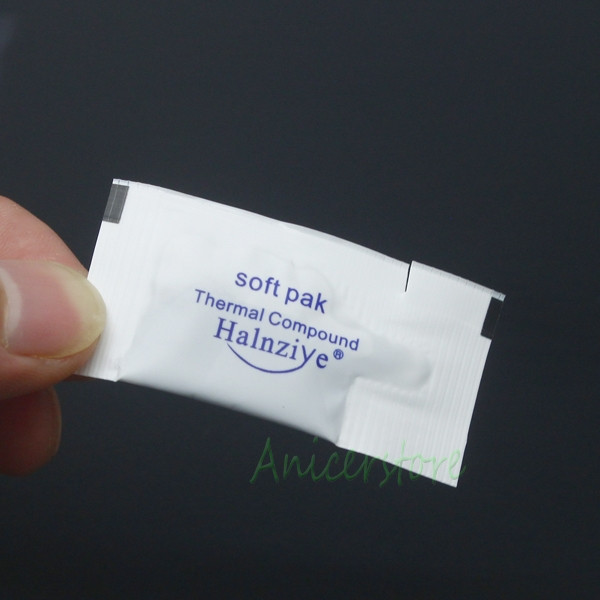 soft pak
Thermal Compound
Halnziye®
Anicerstore